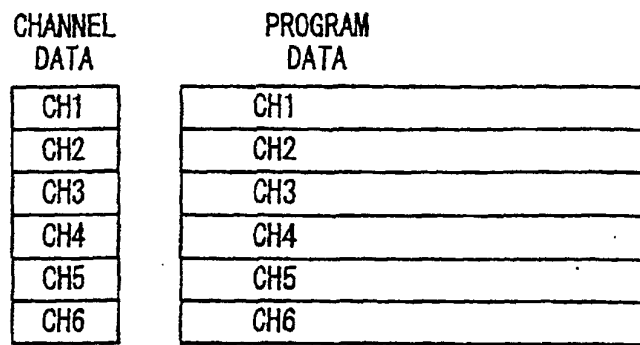 CHANNEL DATA
PROGRAM DATA
CH1 CH1
CH2 CH2
CH3 CH3
CH4 CH4
CH5 CH5
CH6 CH6